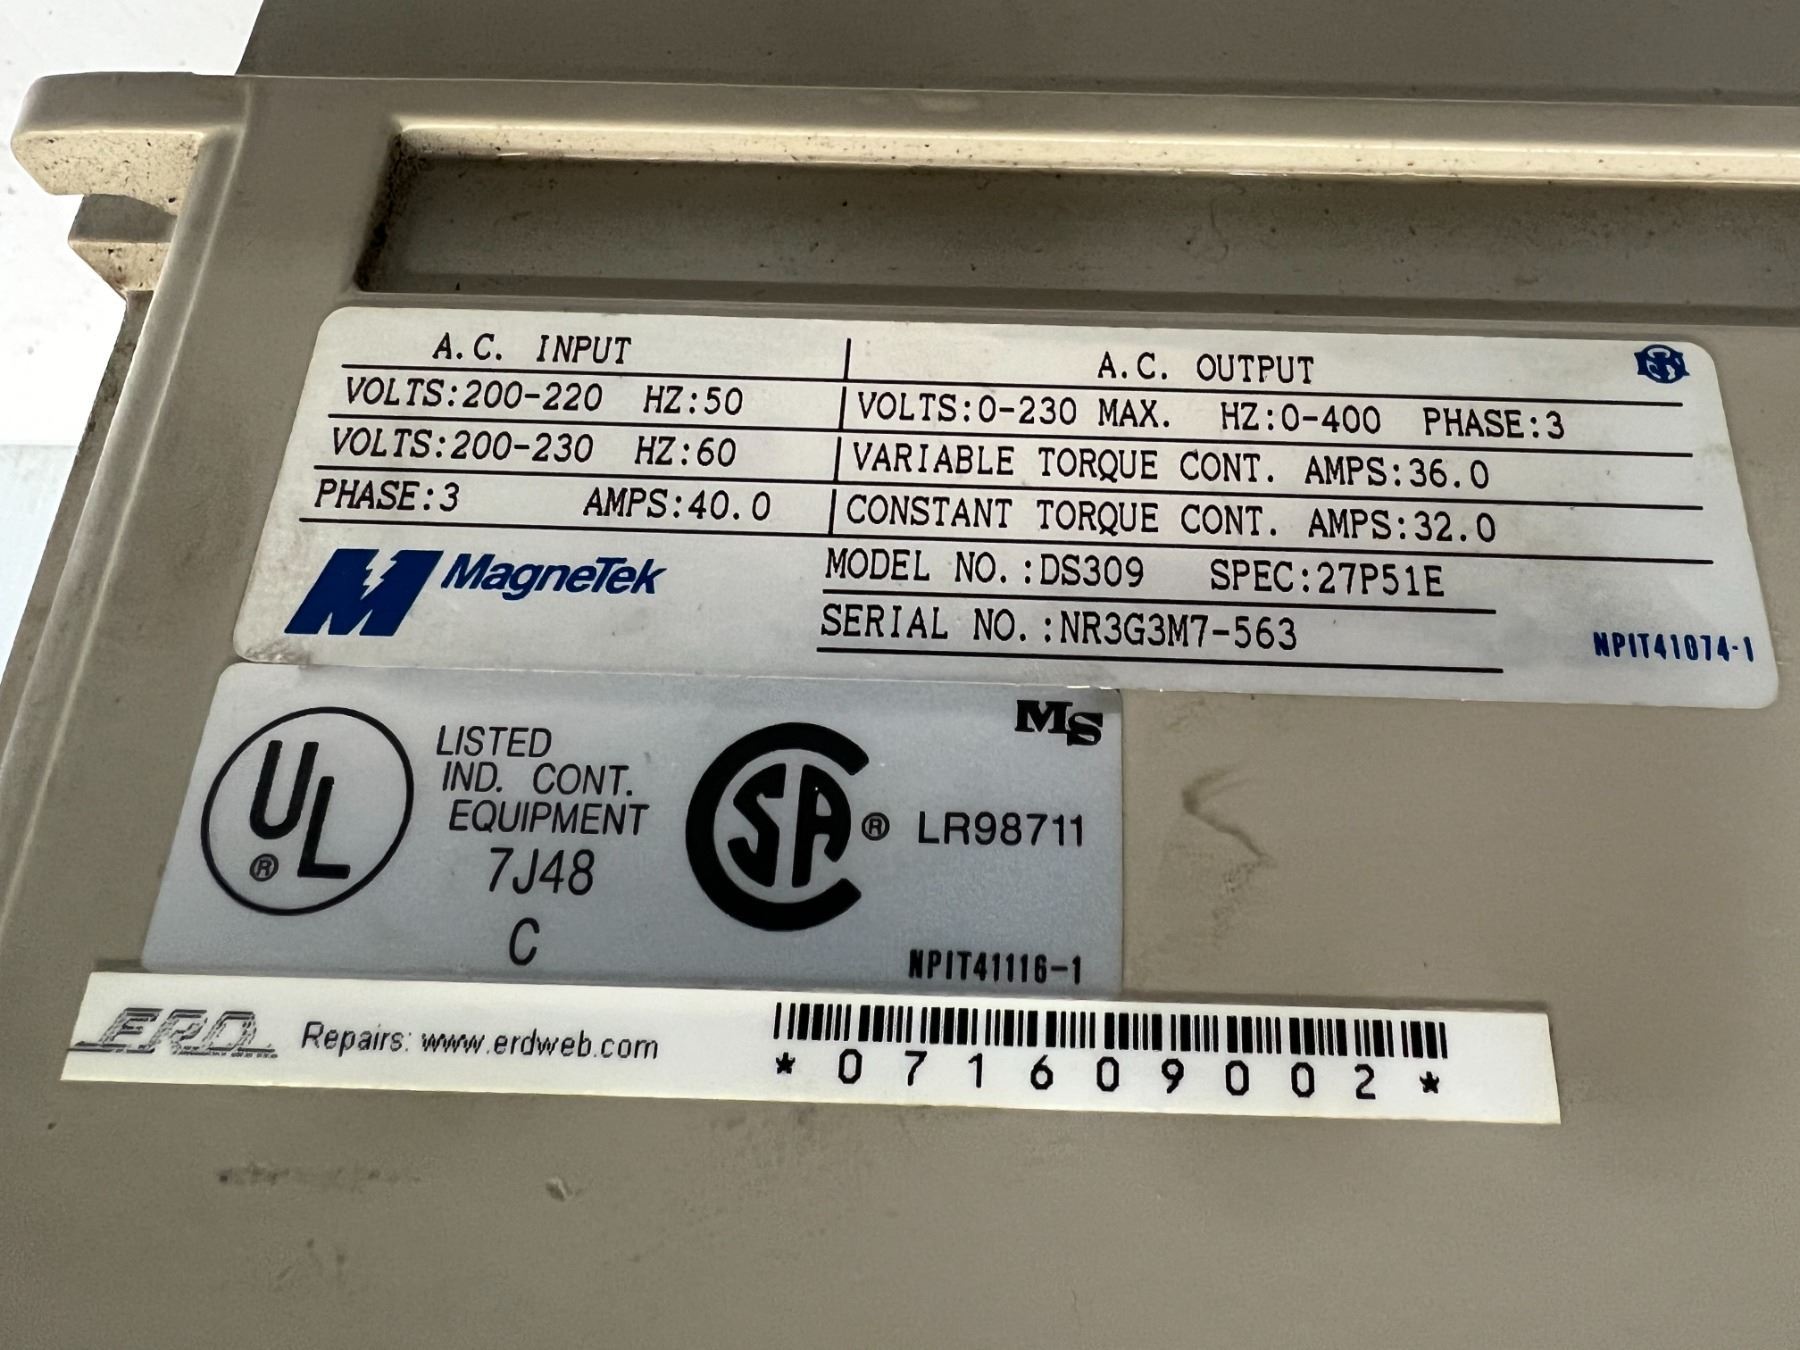 A.C. INPUT
A.C. OUTPUT
VOLTS:200-220 HZ:50
VOLTS:0-230 MAX. HZ:0-400 PHASE:3
VOLTS:200-230 HZ:60
VARIABLE TORQUE CONT. AMPS:36.0
PHASE:3 AMPS:40.0
CONSTANT TORQUE CONT. AMPS:32.0
MagneTek
MODEL NO.:DS309 SPEC:27P51E
SERIAL NO.:NR3G3M7-563
NPIT41074-1
UL®
LISTED
IND. CONT.
EQUIPMENT
7J48
C
CSA®
MS
LR98711
NPIT41116-1
ERD Repairs: www.erdweb.com
*071609002*